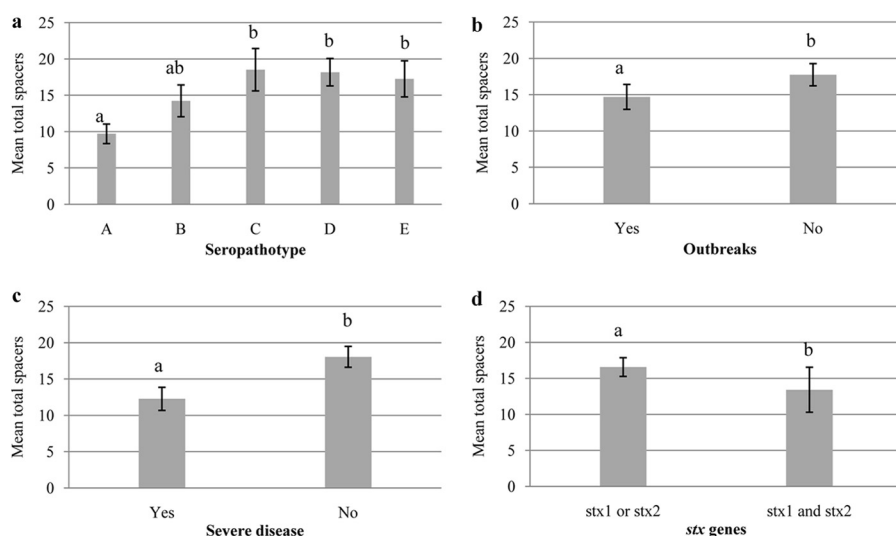 a
Mean total spacers
25
20
15
10
5
0
a
ab
b
b
b
A B C D E
Seropathotype
b
Mean total spacers
25
20
15
10
5
0
a
b
Yes No
Outbreaks
c
Mean total spacers
25
20
15
10
5
0
a
b
Yes No
Severe disease
d
Mean total spacers
25
20
15
10
5
0
a
b
stx1 or stx2 stx1 and stx2
stx genes